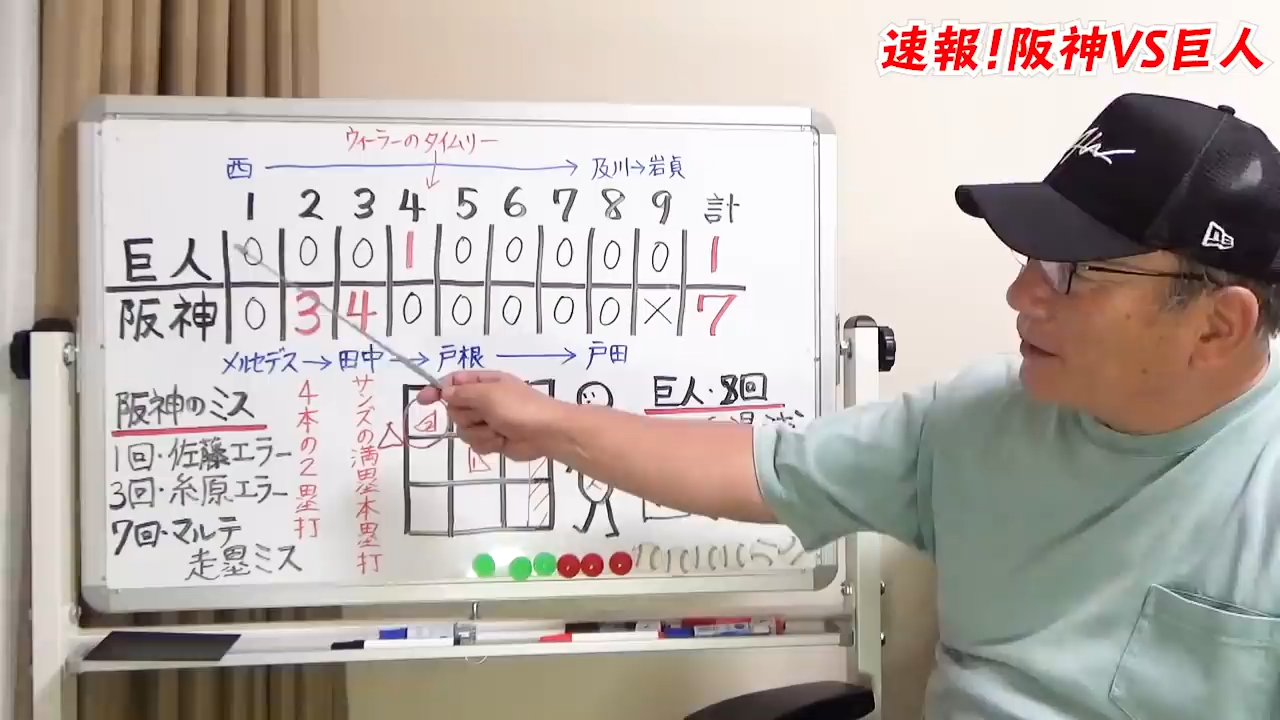 速報!阪神VS巨人
ウィーラーのタイムリー
西 → 及川→岩貞
1 2 3 4 5 6 7 8 9 計
巨人 0 0 0 1 0 0 0 0 0 1
阪神 0 3 4 0 0 0 0 0 X 7
メルセデス→田中→戸根→戸田
4本の2塁打
サンズの満塁本塁打
阪神のミス
1回・佐藤エラー
3回・糸原エラー
7回・マルテ
走塁ミス
巨人・8回